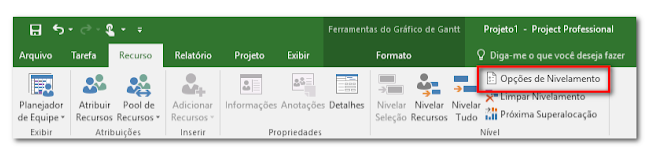 Ferramentas do Gráfico de Gantt Projeto1 - Project Professional
Arquivo Tarefa Recurso Relatório Projeto Exibir Formato Diga-me o que você deseja fazer
Planejador de Equipe
Atribuir Recursos
Pool de Recursos
Adicionar Recursos
Informações
Anotações
Detalhes
Nivelar Seleção
Nivelar Recursos
Nivelar Tudo
Opções de Nivelamento
Limpar Nivelamento
Próxima Superalocação
Exibir Atribuições Inserir Propriedades Nível